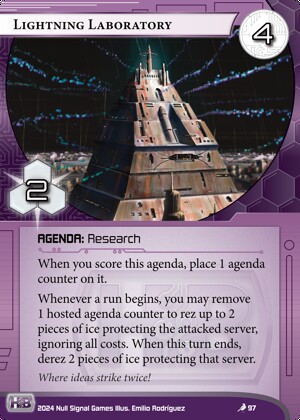 Lightning Laboratory
4
2
AGENDA: Research
When you score this agenda, place 1 agenda
counter on it.
Whenever a run begins, you may remove
1 hosted agenda counter to rez up to 2
pieces of ice protecting the attacked server,
ignoring all costs. When this turn ends,
derez 2 pieces of ice protecting that server.
Where ideas strike twice!
HB
2024 Null Signal Games Illus. Emilio Rodríguez
97